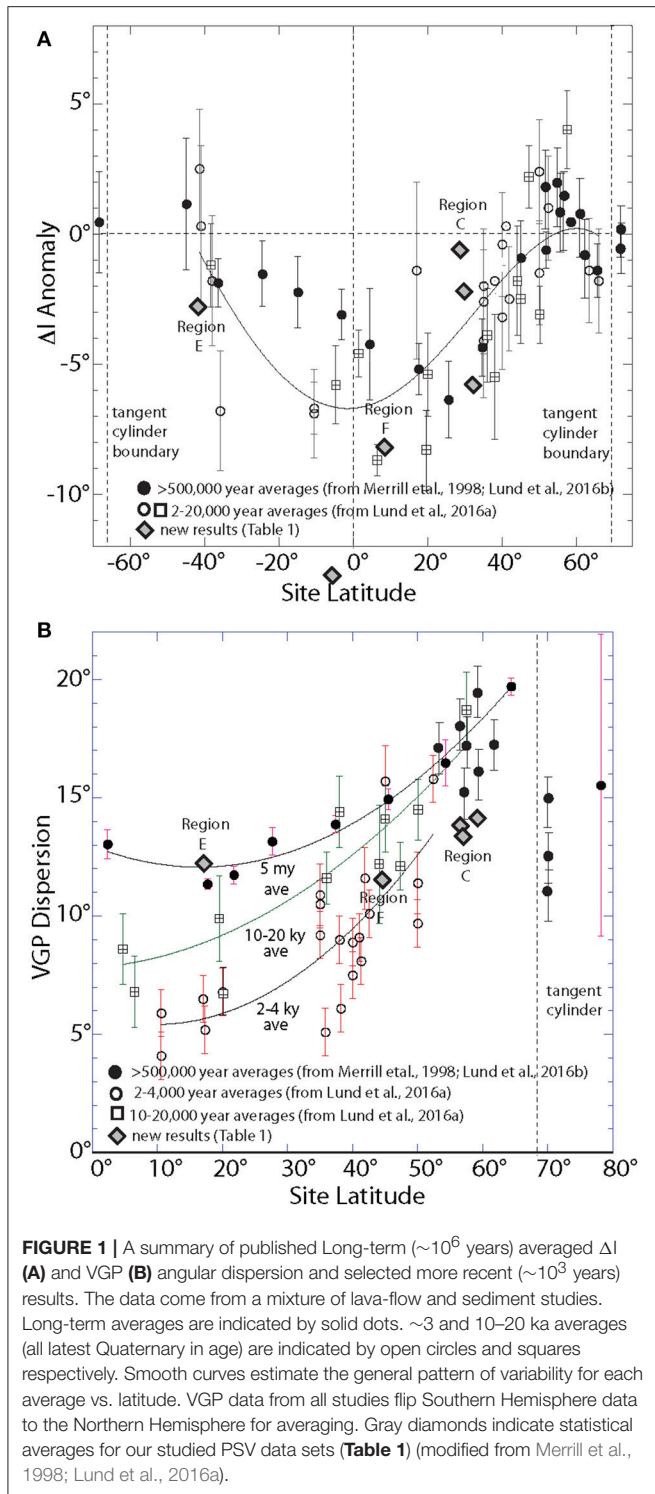 A
5°
0°
-5°
-10°
ΔI Anomaly
Region
C
Region
E
Region
F
tangent
cylinder
boundary
tangent
cylinder
boundary
>500,000 year averages (from Merrill et al., 1998; Lund et al., 2016b)
2-20,000 year averages (from Lund et al., 2016a)
new results (Table 1)
-60° -40° -20° 0° 20° 40° 60°
Site Latitude
B
20°
15°
10°
5°
0°
VGP Dispersion
Region
E
5 my
ave
Region
F
Region
C
10-20 ky
ave
2-4 ky
ave
tangent
cylinder
>500,000 year averages (from Merrill etal., 1998; Lund et al., 2016b)
2-4,000 year averages (from Lund et al., 2016a)
10-20,000 year averages (from Lund et al., 2016a)
new results (Table 1)
0° 10° 20° 30° 40° 50° 60° 70° 80°
Site Latitude
FIGURE 1 | A summary of published Long-term (~10⁶ years) averaged ΔI
(A) and VGP (B) angular dispersion and selected more recent (~10³ years)
results. The data come from a mixture of lava-flow and sediment studies.
Long-term averages are indicated by solid dots. ~3 and 10–20 ka averages
(all latest Quaternary in age) are indicated by open circles and squares
respectively. Smooth curves estimate the general pattern of variability for each
average vs. latitude. VGP data from all studies flip Southern Hemisphere data
to the Northern Hemisphere for averaging. Gray diamonds indicate statistical
averages for our studied PSV data sets (Table 1) (modified from Merrill et al.,
1998; Lund et al., 2016a).